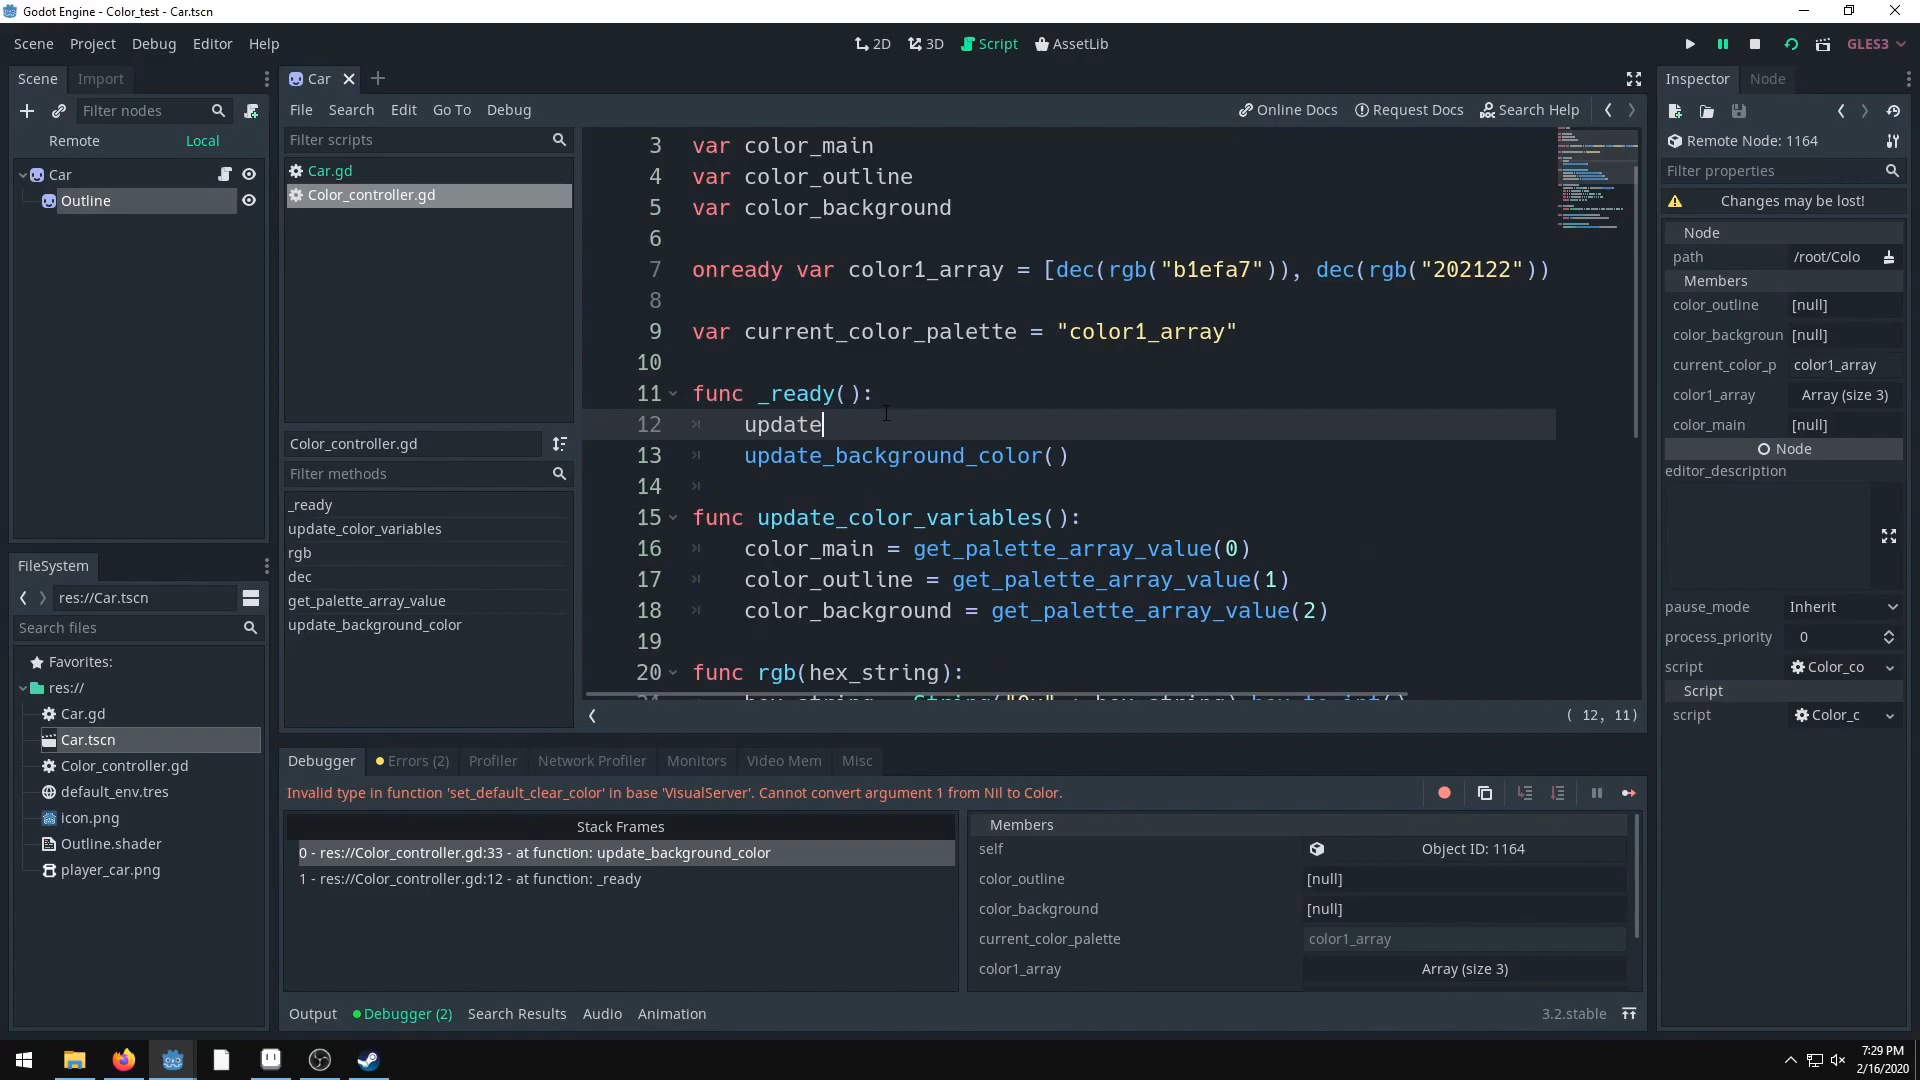 Godot Engine - Color_test - Car.tscn
Scene Project Debug Editor Help
2D 3D Script AssetLib
GLES3
Scene Import
Filter nodes
Remote Local
Car
Outline
FileSystem
res://Car.tscn
Search files
Favorites:
res://
Car.gd
Car.tscn
Color_controller.gd
default_env.tres
icon.png
Outline.shader
player_car.png
Car
File Search Edit Go To Debug
Online Docs Request Docs Search Help
Filter scripts
Car.gd
Color_controller.gd
Color_controller.gd
Filter methods
_ready
update_color_variables
rgb
dec
get_palette_array_value
update_background_color
3 var color_main
4 var color_outline
5 var color_background
6
7 onready var color1_array = [dec(rgb("b1efa7")), dec(rgb("202122"))
8
9 var current_color_palette = "color1_array"
10
11 func _ready():
12 update
13 update_background_color()
14
15 func update_color_variables():
16 color_main = get_palette_array_value(0)
17 color_outline = get_palette_array_value(1)
18 color_background = get_palette_array_value(2)
19
20 func rgb(hex_string):
( 12, 11)
Debugger Errors (2) Profiler Network Profiler Monitors Video Mem Misc
Invalid type in function 'set_default_clear_color' in base 'VisualServer'. Cannot convert argument 1 from Nil to Color.
Stack Frames
0 - res://Color_controller.gd:33 - at function: update_background_color
1 - res://Color_controller.gd:12 - at function: _ready
Members
self Object ID: 1164
color_outline [null]
color_background [null]
current_color_palette color1_array
color1_array Array (size 3)
Output Debugger (2) Search Results Audio Animation
3.2.stable
Inspector Node
Remote Node: 1164
Filter properties
Changes may be lost!
Node
path /root/Colo
Members
color_outline [null]
color_backgroun [null]
current_color_p color1_array
color1_array Array (size 3)
color_main [null]
Node
editor_description
pause_mode Inherit
process_priority 0
script Color_co
Script
script Color_c
7:29 PM
2/16/2020